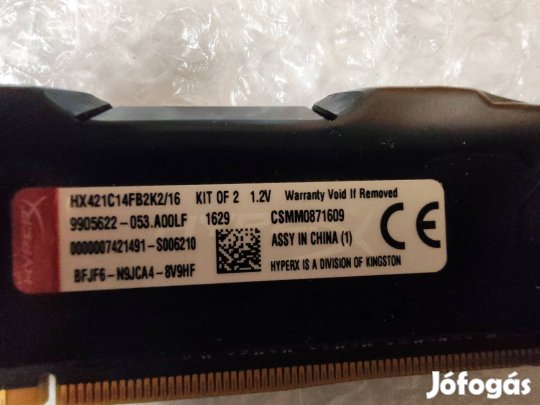 HX421C14FB2K2/16 KIT OF 2 1.2V Warranty Void If Removed
9905622-053.A00LF 1629 CSMM0871609
0000007421491-S006210 ASSY IN CHINA (1)
BFJF6-N9JCA4-8V9HF HYPERX IS A DIVISION OF KINGSTON
CE
HYPERX
Jófogás